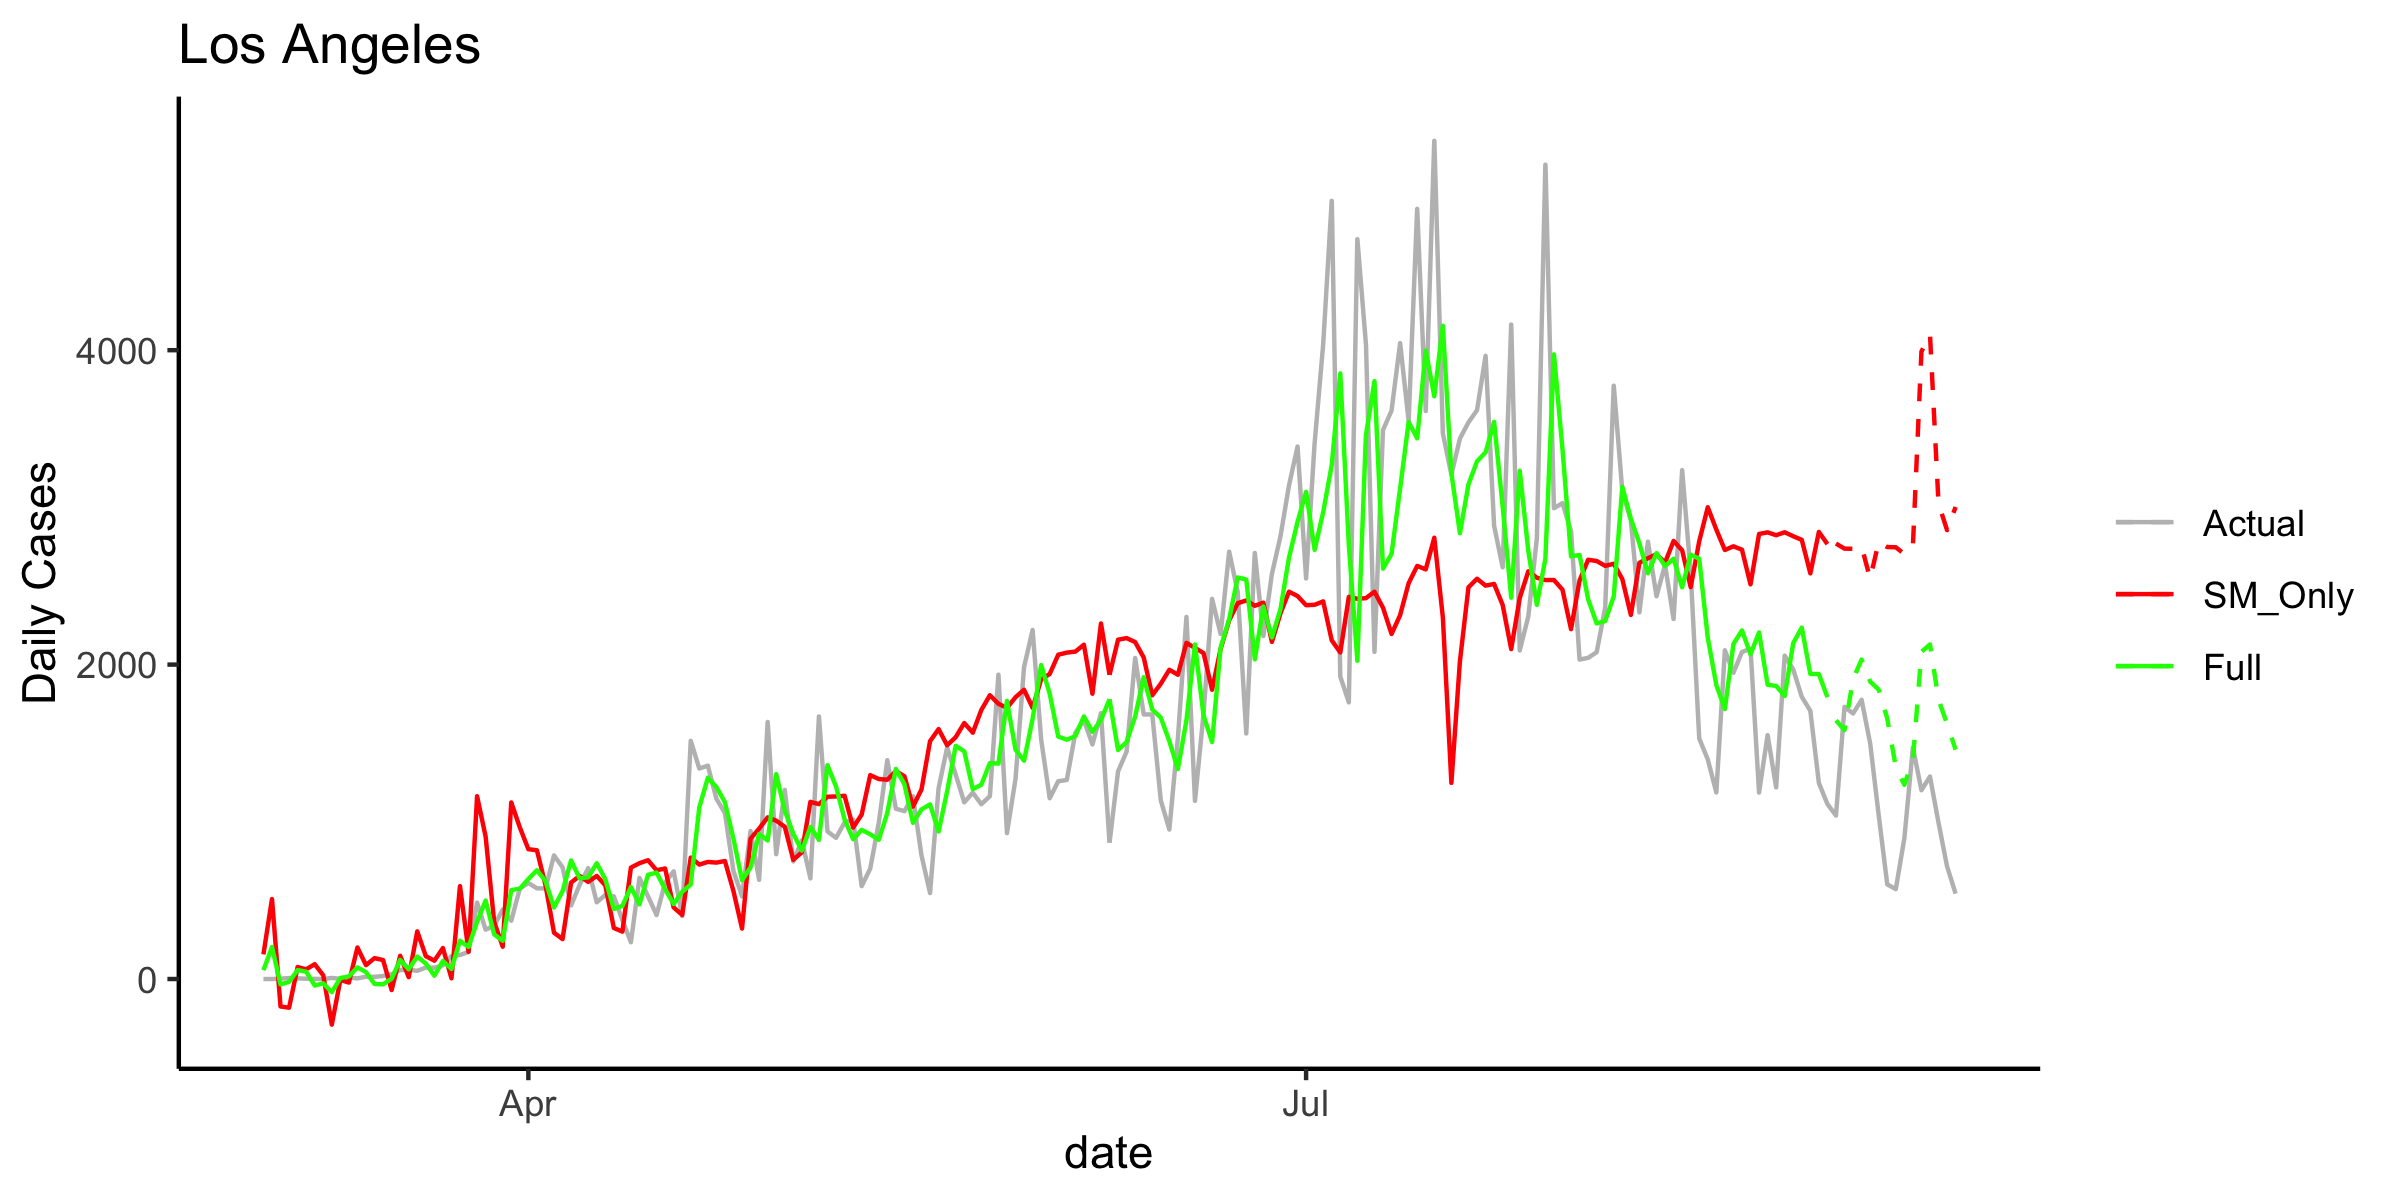 Los Angeles
Daily Cases
4000
2000
0
Apr
Jul
date
Actual
SM_Only
Full